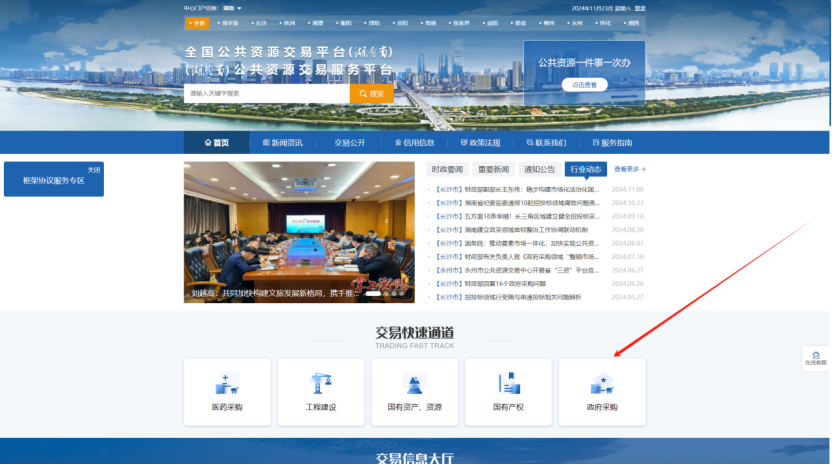 中心门户切换： 湖南
2024年11月23日 星期六 登录
• 全部 • 省本级 • 长沙 • 株洲 • 湘潭 • 衡阳 • 邵阳 • 岳阳 • 常德 • 张家界 • 益阳 • 娄底 • 郴州 • 永州 • 怀化 • 湘西
全国公共资源交易平台(湖南省)
(湖南省)公共资源交易服务平台
请输入关键字搜索
搜索
公共资源一件事一次办
点击查看
首页 新闻资讯 交易公开 信用信息 政策法规 联系我们 服务指南
关闭
框架协议服务专区
时政要闻 重要新闻 通知公告 行业动态 查看更多 →
【长沙市】财政部副部长王东伟：稳步构建市场化法治化国... 2024.11.08
【长沙市】湖南省纪委监委通报10起招投标领域腐败问题典... 2024.10.23
【长沙市】五方面18条举措！长三角区域建立健全招投标采... 2024.09.18
【长沙市】湖南建立政采领域串标整治工作协调联动机制 2024.08.20
【长沙市】国务院：推动要素市场一体化，加快实现公共资... 2024.08.07
【长沙市】财政部有关负责人就《政府采购领域“整顿市场... 2024.07.18
【永州市】永州市公共资源交易中心开展省“三资”平台应... 2024.06.27
【长沙市】财政部回复16个政府采购问题 2024.06.26
【长沙市】招投标领域行受贿与串通投标相关问题辨析 2024.05.27
刘越高：共同加快构建文旅发展新格局，携手推...
交易快速通道
TRADING FAST TRACK
医药采购 工程建设 国有资产、资源 国有产权 政府采购
在线客服
交易信息大厅